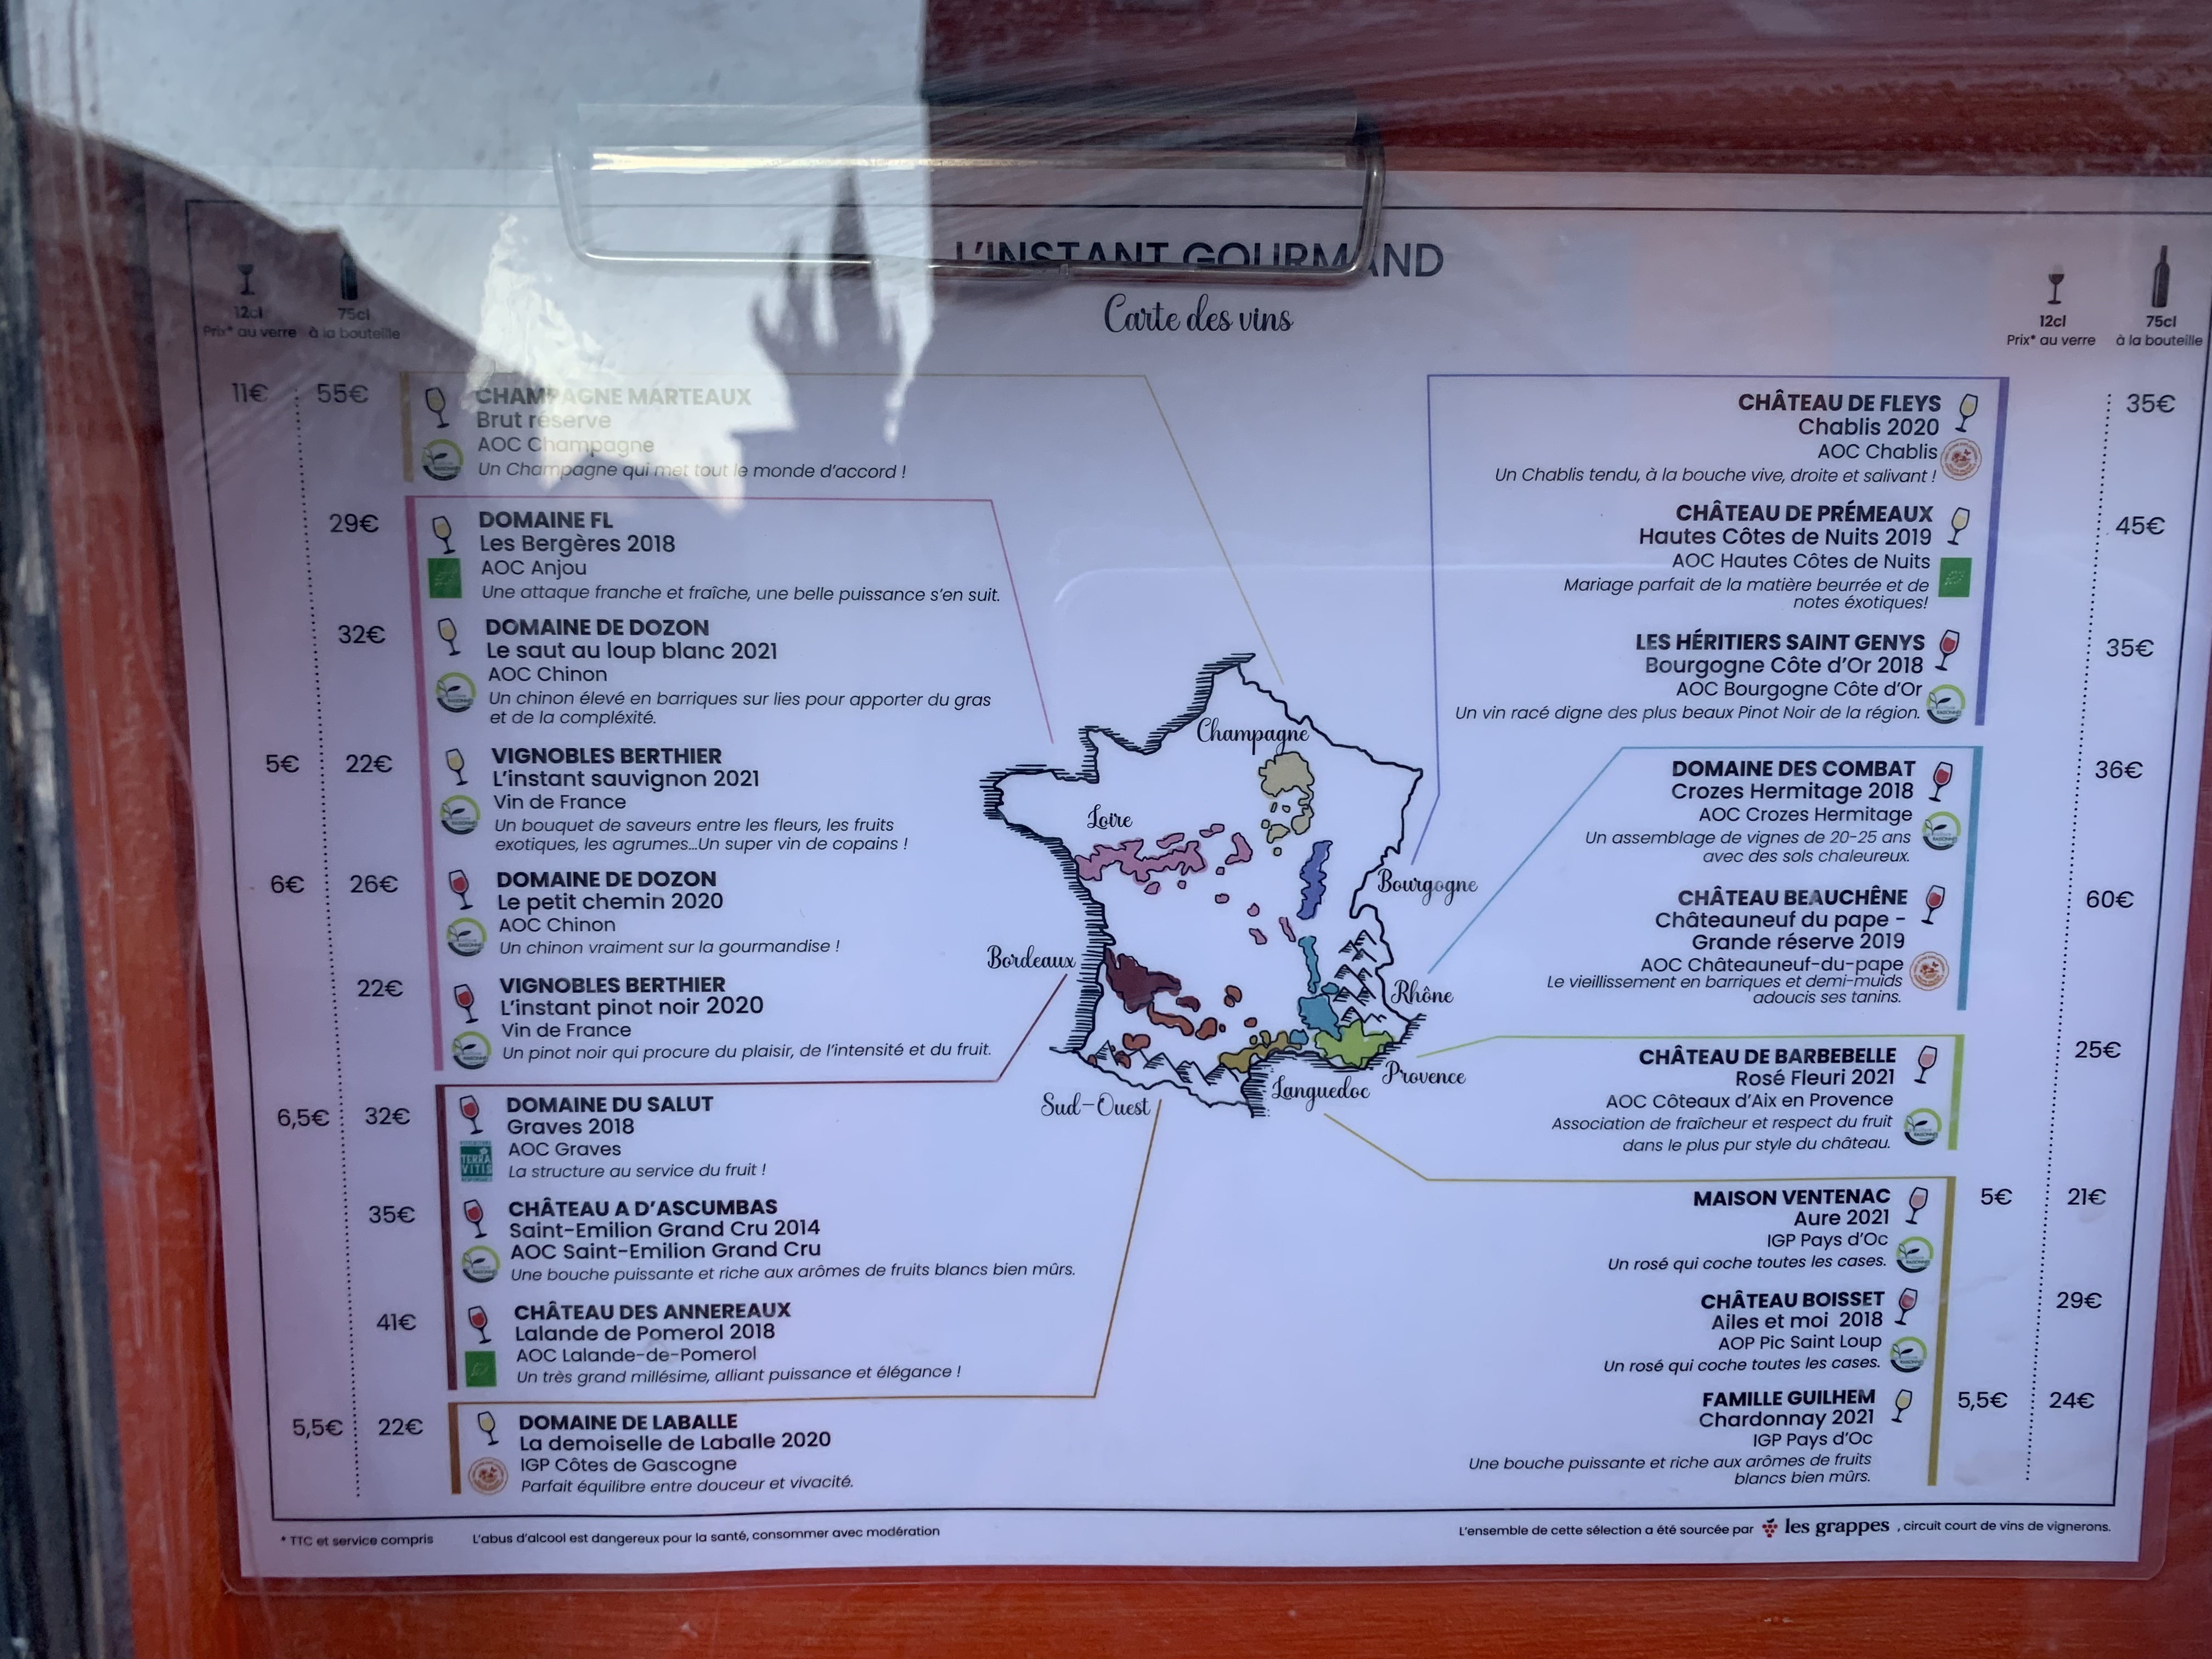 L'INSTANT GOURMAND
Carte des vins
12cl 75cl
Prix* au verre à la bouteille
11€ 55€
CHAMPAGNE MARTEAUX
Brut réserve
AOC Champagne
Un Champagne qui met tout le monde d'accord !
29€
DOMAINE FL
Les Bergères 2018
AOC Anjou
Une attaque franche et fraîche, une belle puissance s'en suit.
32€
DOMAINE DE DOZON
Le saut au loup blanc 2021
AOC Chinon
Un chinon élevé en barriques sur lies pour apporter du gras
et de la compléxité.
5€ 22€
VIGNOBLES BERTHIER
L'instant sauvignon 2021
Vin de France
Un bouquet de saveurs entre les fleurs, les fruits
exotiques, les agrumes...Un super vin de copains !
6€ 26€
DOMAINE DE DOZON
Le petit chemin 2020
AOC Chinon
Un chinon vraiment sur la gourmandise !
22€
VIGNOBLES BERTHIER
L'instant pinot noir 2020
Vin de France
Un pinot noir qui procure du plaisir, de l'intensité et du fruit.
6,5€ 32€
DOMAINE DU SALUT
Graves 2018
AOC Graves
TERRA
VITIS
La structure au service du fruit !
35€
CHÂTEAU A D'ASCUMBAS
Saint-Emilion Grand Cru 2014
AOC Saint-Emilion Grand Cru
Une bouche puissante et riche aux arômes de fruits blancs bien mûrs.
41€
CHÂTEAU DES ANNEREAUX
Lalande de Pomerol 2018
AOC Lalande-de-Pomerol
Un très grand millésime, alliant puissance et élégance !
5,5€ 22€
DOMAINE DE LABALLE
La demoiselle de Laballe 2020
IGP Côtes de Gascogne
Parfait équilibre entre douceur et vivacité.
Champagne
Loire
Bourgogne
Bordeaux
Rhône
Provence
Languedoc
Sud-Ouest
12cl 75cl
Prix* au verre à la bouteille
CHÂTEAU DE FLEYS
35€
Chablis 2020
AOC Chablis
Un Chablis tendu, à la bouche vive, droite et salivant !
CHÂTEAU DE PRÉMEAUX
45€
Hautes Côtes de Nuits 2019
AOC Hautes Côtes de Nuits
Mariage parfait de la matière beurrée et de
notes éxotiques!
LES HÉRITIERS SAINT GENYS
35€
Bourgogne Côte d'Or 2018
AOC Bourgogne Côte d'Or
Un vin racé digne des plus beaux Pinot Noir de la région.
DOMAINE DES COMBAT
36€
Crozes Hermitage 2018
AOC Crozes Hermitage
Un assemblage de vignes de 20-25 ans
avec des sols chaleureux.
CHÂTEAU BEAUCHÊNE
60€
Châteauneuf du pape -
Grande réserve 2019
AOC Châteauneuf-du-pape
Le vieillissement en barriques et demi-muids
adoucis ses tanins.
CHÂTEAU DE BARBEBELLE
25€
Rosé Fleuri 2021
AOC Côteaux d'Aix en Provence
Association de fraîcheur et respect du fruit
dans le plus pur style du château.
MAISON VENTENAC
5€ 21€
Aure 2021
IGP Pays d'Oc
Un rosé qui coche toutes les cases.
CHÂTEAU BOISSET
29€
Ailes et moi 2018
AOP Pic Saint Loup
Un rosé qui coche toutes les cases.
FAMILLE GUILHEM
5,5€ 24€
Chardonnay 2021
IGP Pays d'Oc
Une bouche puissante et riche aux arômes de fruits
blancs bien mûrs.
* TTC et service compris L'abus d'alcool est dangereux pour la santé, consommer avec modération
L'ensemble de cette sélection a été sourcée par les grappes , circuit court de vins de vignerons.